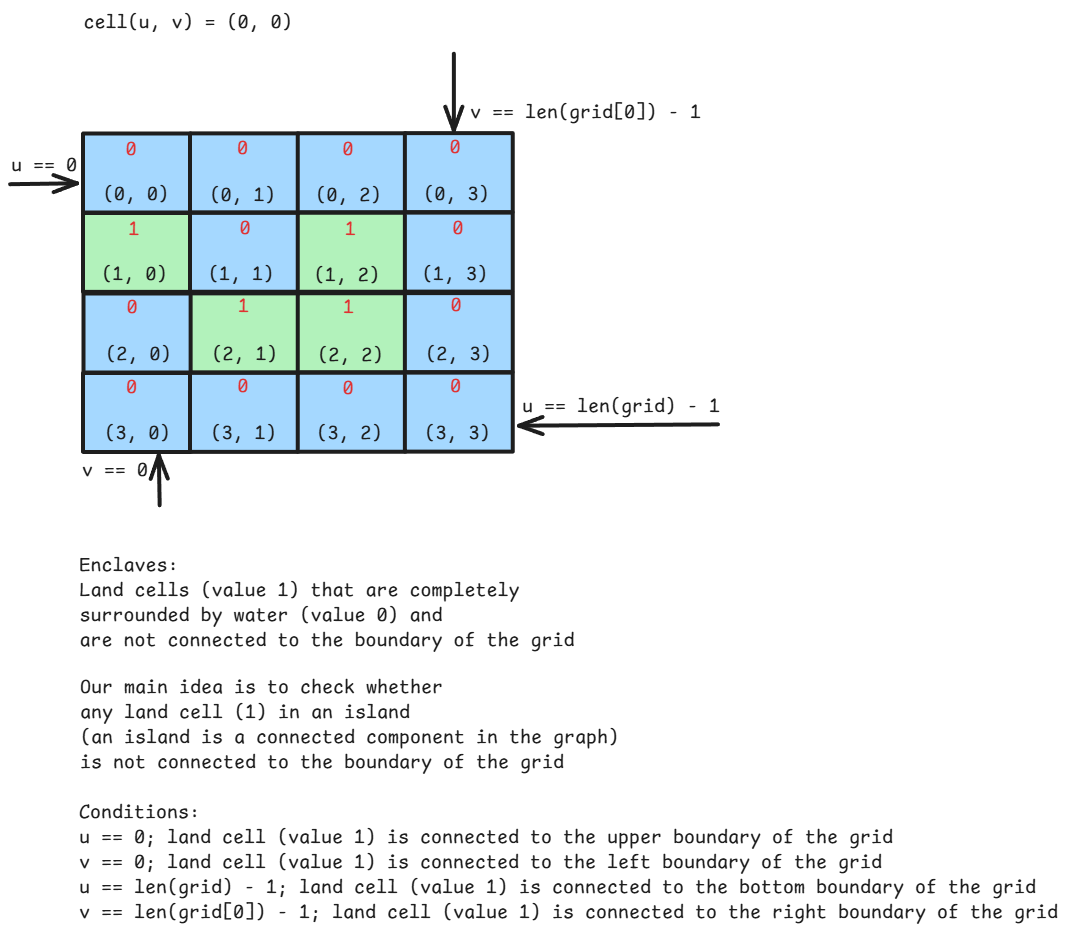 cell(u, v) = (0, 0)
v == len(grid[0]) - 1
u == 0
0 0 0 0
(0, 0) (0, 1) (0, 2) (0, 3)
1 0 1 0
(1, 0) (1, 1) (1, 2) (1, 3)
0 1 1 0
(2, 0) (2, 1) (2, 2) (2, 3)
0 0 0 0
(3, 0) (3, 1) (3, 2) (3, 3)
u == len(grid) - 1
v == 0
Enclaves:
Land cells (value 1) that are completely
surrounded by water (value 0) and
are not connected to the boundary of the grid
Our main idea is to check whether
any land cell (1) in an island
(an island is a connected component in the graph)
is not connected to the boundary of the grid
Conditions:
u == 0; land cell (value 1) is connected to the upper boundary of the grid
v == 0; land cell (value 1) is connected to the left boundary of the grid
u == len(grid) - 1; land cell (value 1) is connected to the bottom boundary of the grid
v == len(grid[0]) - 1; land cell (value 1) is connected to the right boundary of the grid